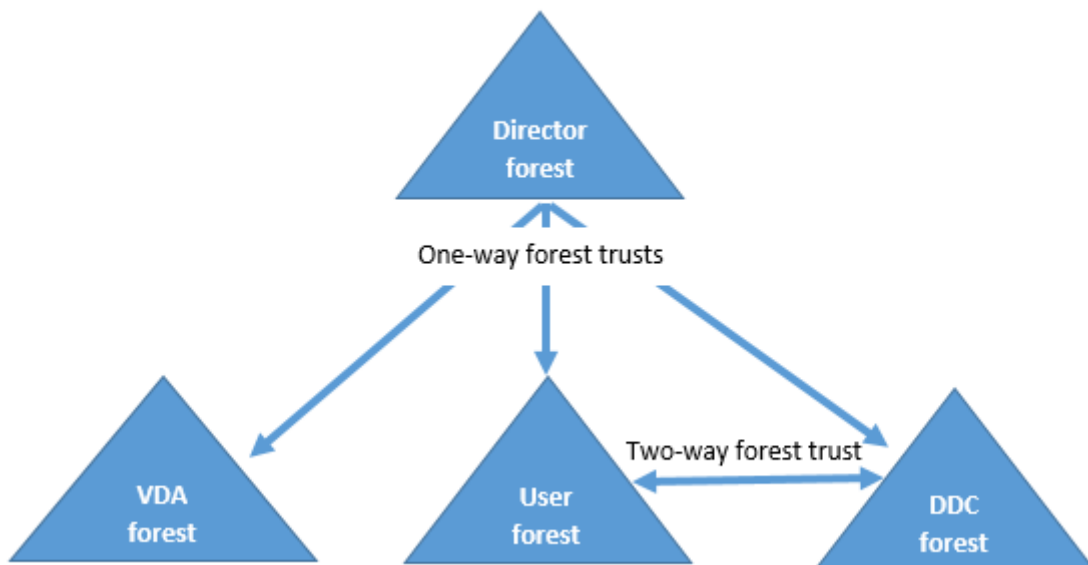 Director
forest
One-way forest trusts
Two-way forest trust
VDA
forest
User
forest
DDC
forest